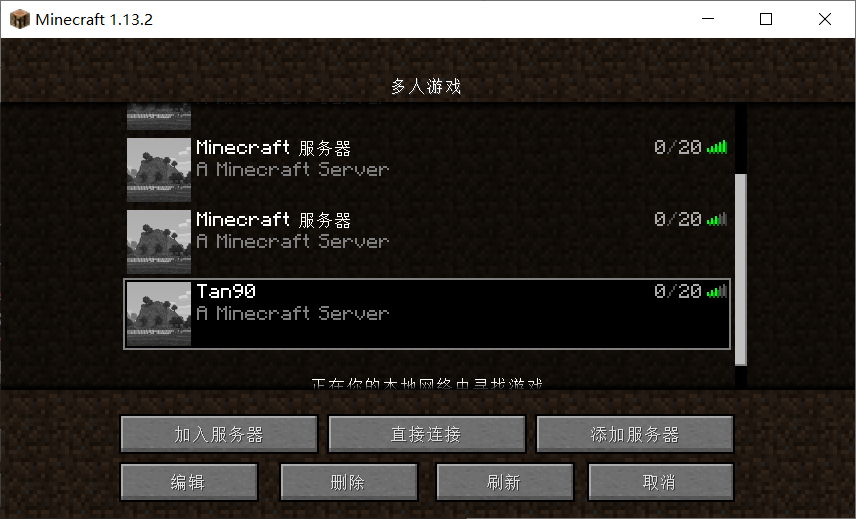 Minecraft 1.13.2
多人游戏
A Minecraft Server
Minecraft 服务器 0/20
A Minecraft Server
Minecraft 服务器 0/20
A Minecraft Server
Tan90 0/20
A Minecraft Server
正在你的本地网络中寻找游戏
加入服务器 直接连接 添加服务器
编辑 删除 刷新 取消